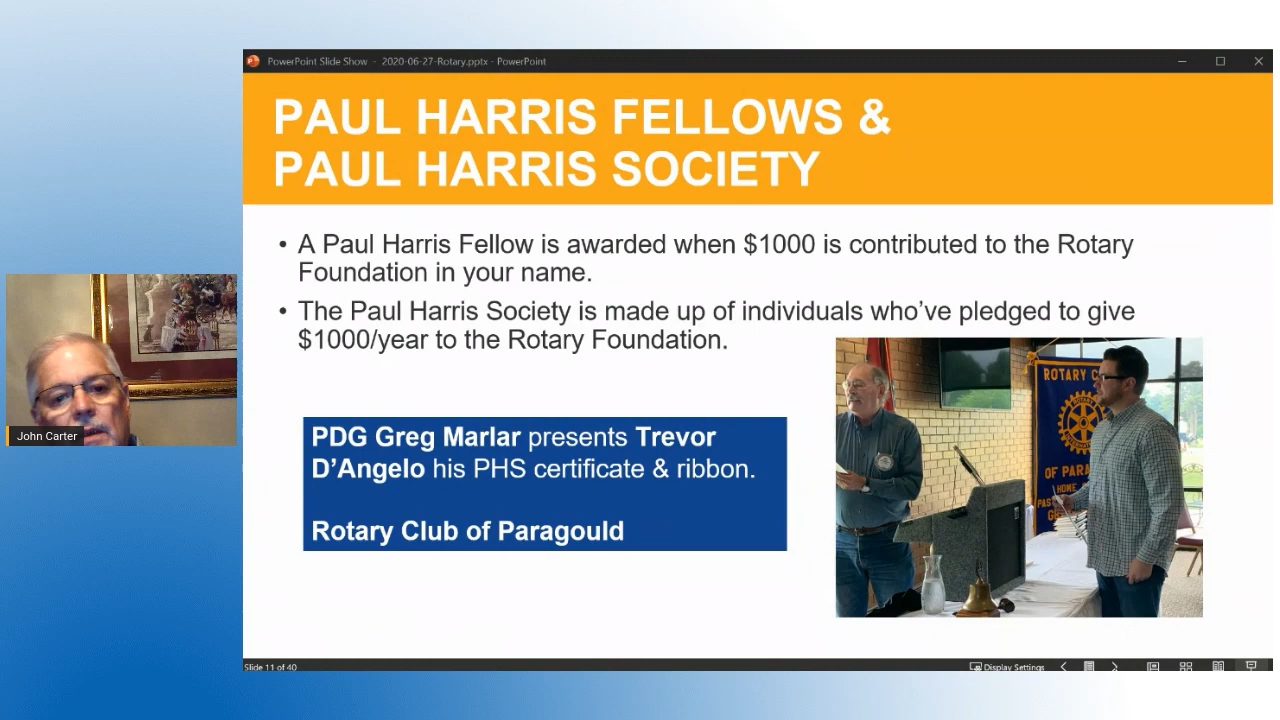 PowerPoint Slide Show - 2020-06-27-Rotary.pptx - PowerPoint
PAUL HARRIS FELLOWS &
PAUL HARRIS SOCIETY
• A Paul Harris Fellow is awarded when $1000 is contributed to the Rotary
Foundation in your name.
• The Paul Harris Society is made up of individuals who’ve pledged to give
$1000/year to the Rotary Foundation.
John Carter
PDG Greg Marlar presents Trevor
D’Angelo his PHS certificate & ribbon.
Rotary Club of Paragould
ROTARY
OF
HOME
Slide 11 of 40
Display Settings